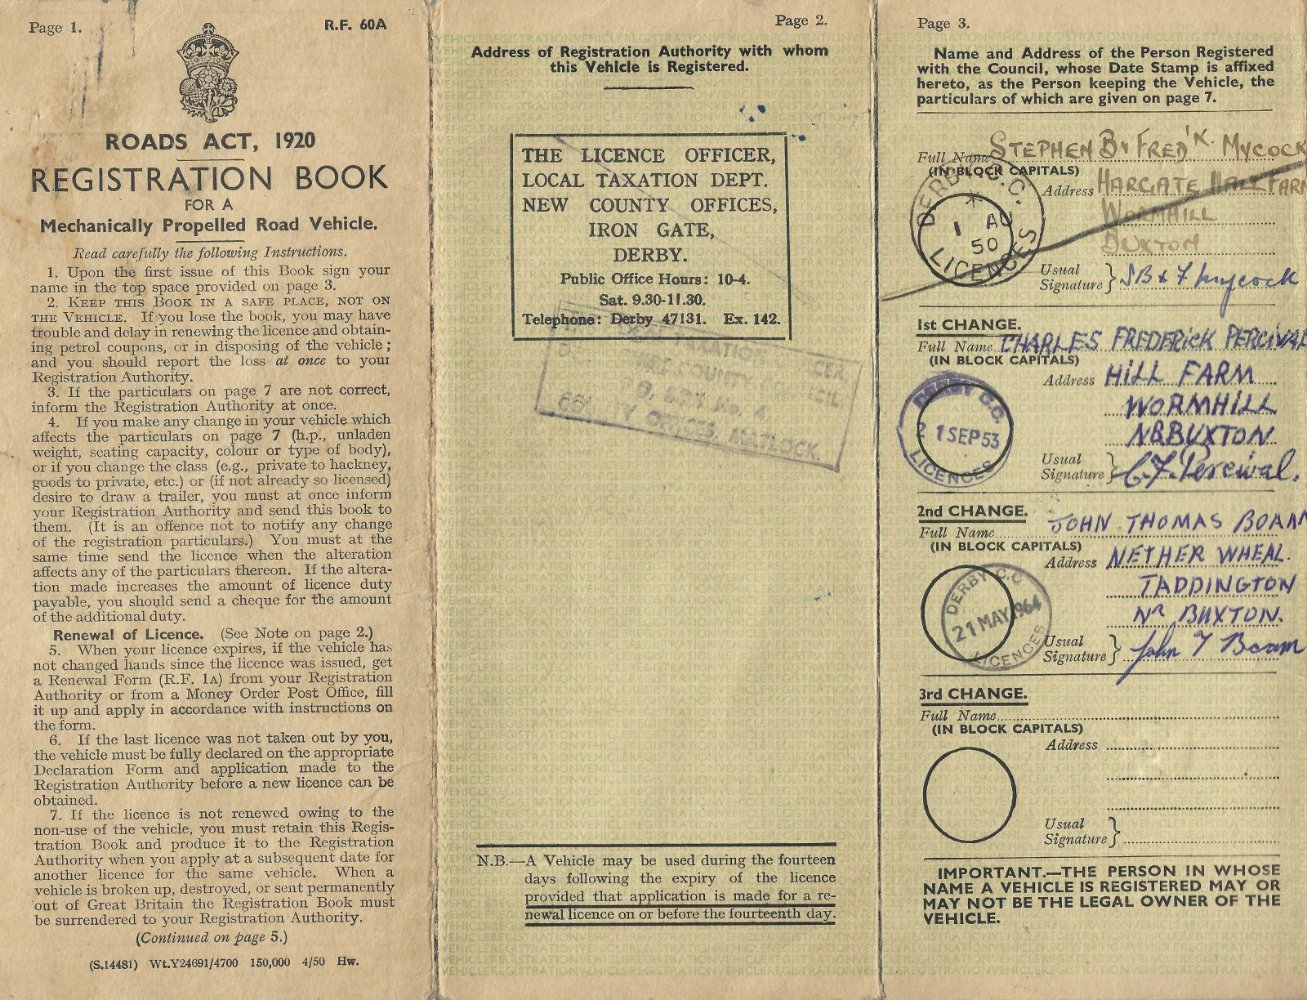 Page 1.
R.F. 60A
ROADS ACT, 1920
REGISTRATION BOOK
FOR A
Mechanically Propelled Road Vehicle.
Read carefully the following Instructions.
1. Upon the first issue of this Book sign your
name in the top space provided on page 3.
2. KEEP THIS BOOK IN A SAFE PLACE, NOT ON
THE VEHICLE. If you lose the book, you may have
trouble and delay in renewing the licence and obtain-
ing petrol coupons, or in disposing of the vehicle;
and you should report the loss at once to your
Registration Authority.
3. If the particulars on page 7 are not correct,
inform the Registration Authority at once.
4. If you make any change in your vehicle which
affects the particulars on page 7 (h.p., unladen
weight, seating capacity, colour or type of body),
or if you change the class (e.g., private to hackney,
goods to private, etc.) or (if not already so licensed)
desire to draw a trailer, you must at once inform
your Registration Authority and send this book to
them. (It is an offence not to notify any change
of the registration particulars.) You must at the
same time send the licence when the alteration
affects any of the particulars thereon. If the altera-
tion made increases the amount of licence duty
payable, you should send a cheque for the amount
of the additional duty.
Renewal of Licence. (See Note on page 2.)
5. When your licence expires, if the vehicle has
not changed hands since the licence was issued, get
a Renewal Form (R.F. 1A) from your Registration
Authority or from a Money Order Post Office, fill
it up and apply in accordance with instructions on
the form.
6. If the last licence was not taken out by you,
the vehicle must be fully declared on the appropriate
Declaration Form and application made to the
Registration Authority before a new licence can be
obtained.
7. If the licence is not renewed owing to the
non-use of the vehicle, you must retain this Regis-
tration Book and produce it to the Registration
Authority when you apply at a subsequent date for
another licence for the same vehicle. When a
vehicle is broken up, destroyed, or sent permanently
out of Great Britain the Registration Book must
be surrendered to your Registration Authority.
(Continued on page 5.)
(S.14481) Wt.Y24691/4700 150,000 4/50 Hw.
Page 2.
Address of Registration Authority with whom
this Vehicle is Registered.
THE LICENCE OFFICER,
LOCAL TAXATION DEPT.
NEW COUNTY OFFICES,
IRON GATE,
DERBY.
Public Office Hours: 10-4.
Sat. 9.30-11.30.
Telephone: Derby 47131. Ex. 142.
TAXATION
COUNTY
OFFICES, MATLOCK
N.B.—A Vehicle may be used during the fourteen
days following the expiry of the licence
provided that application is made for a re-
newal licence on or before the fourteenth day.
Page 3.
Name and Address of the Person Registered
with the Council, whose Date Stamp is affixed
hereto, as the Person keeping the Vehicle, the
particulars of which are given on page 7.
Full Name STEPHEN B. & FRED'K. MYCOCK
(IN BLOCK CAPITALS)
Address HARGATE HALL FARM
WORMHILL
BUXTON
DERBY C.C. LICENCES
1 AU
50
Usual
Signature } S B & F Mycock
1st CHANGE.
Full Name CHARLES FREDERICK PERCIVAL
(IN BLOCK CAPITALS)
Address HILL FARM
WORMHILL
NR BUXTON
DERBY C.C. LICENCES
21 SEP 53
Usual
Signature } C.F. Percival.
2nd CHANGE.
Full Name JOHN THOMAS BOAM
(IN BLOCK CAPITALS)
Address NETHER WHEAL.
TADDINGTON
NR BUXTON.
DERBY C.C. LICENCES
21 MAY 1964
Usual
Signature } John T Boam
3rd CHANGE.
Full Name
(IN BLOCK CAPITALS)
Address
Usual
Signature }
IMPORTANT.—THE PERSON IN WHOSE
NAME A VEHICLE IS REGISTERED MAY OR
MAY NOT BE THE LEGAL OWNER OF THE
VEHICLE.